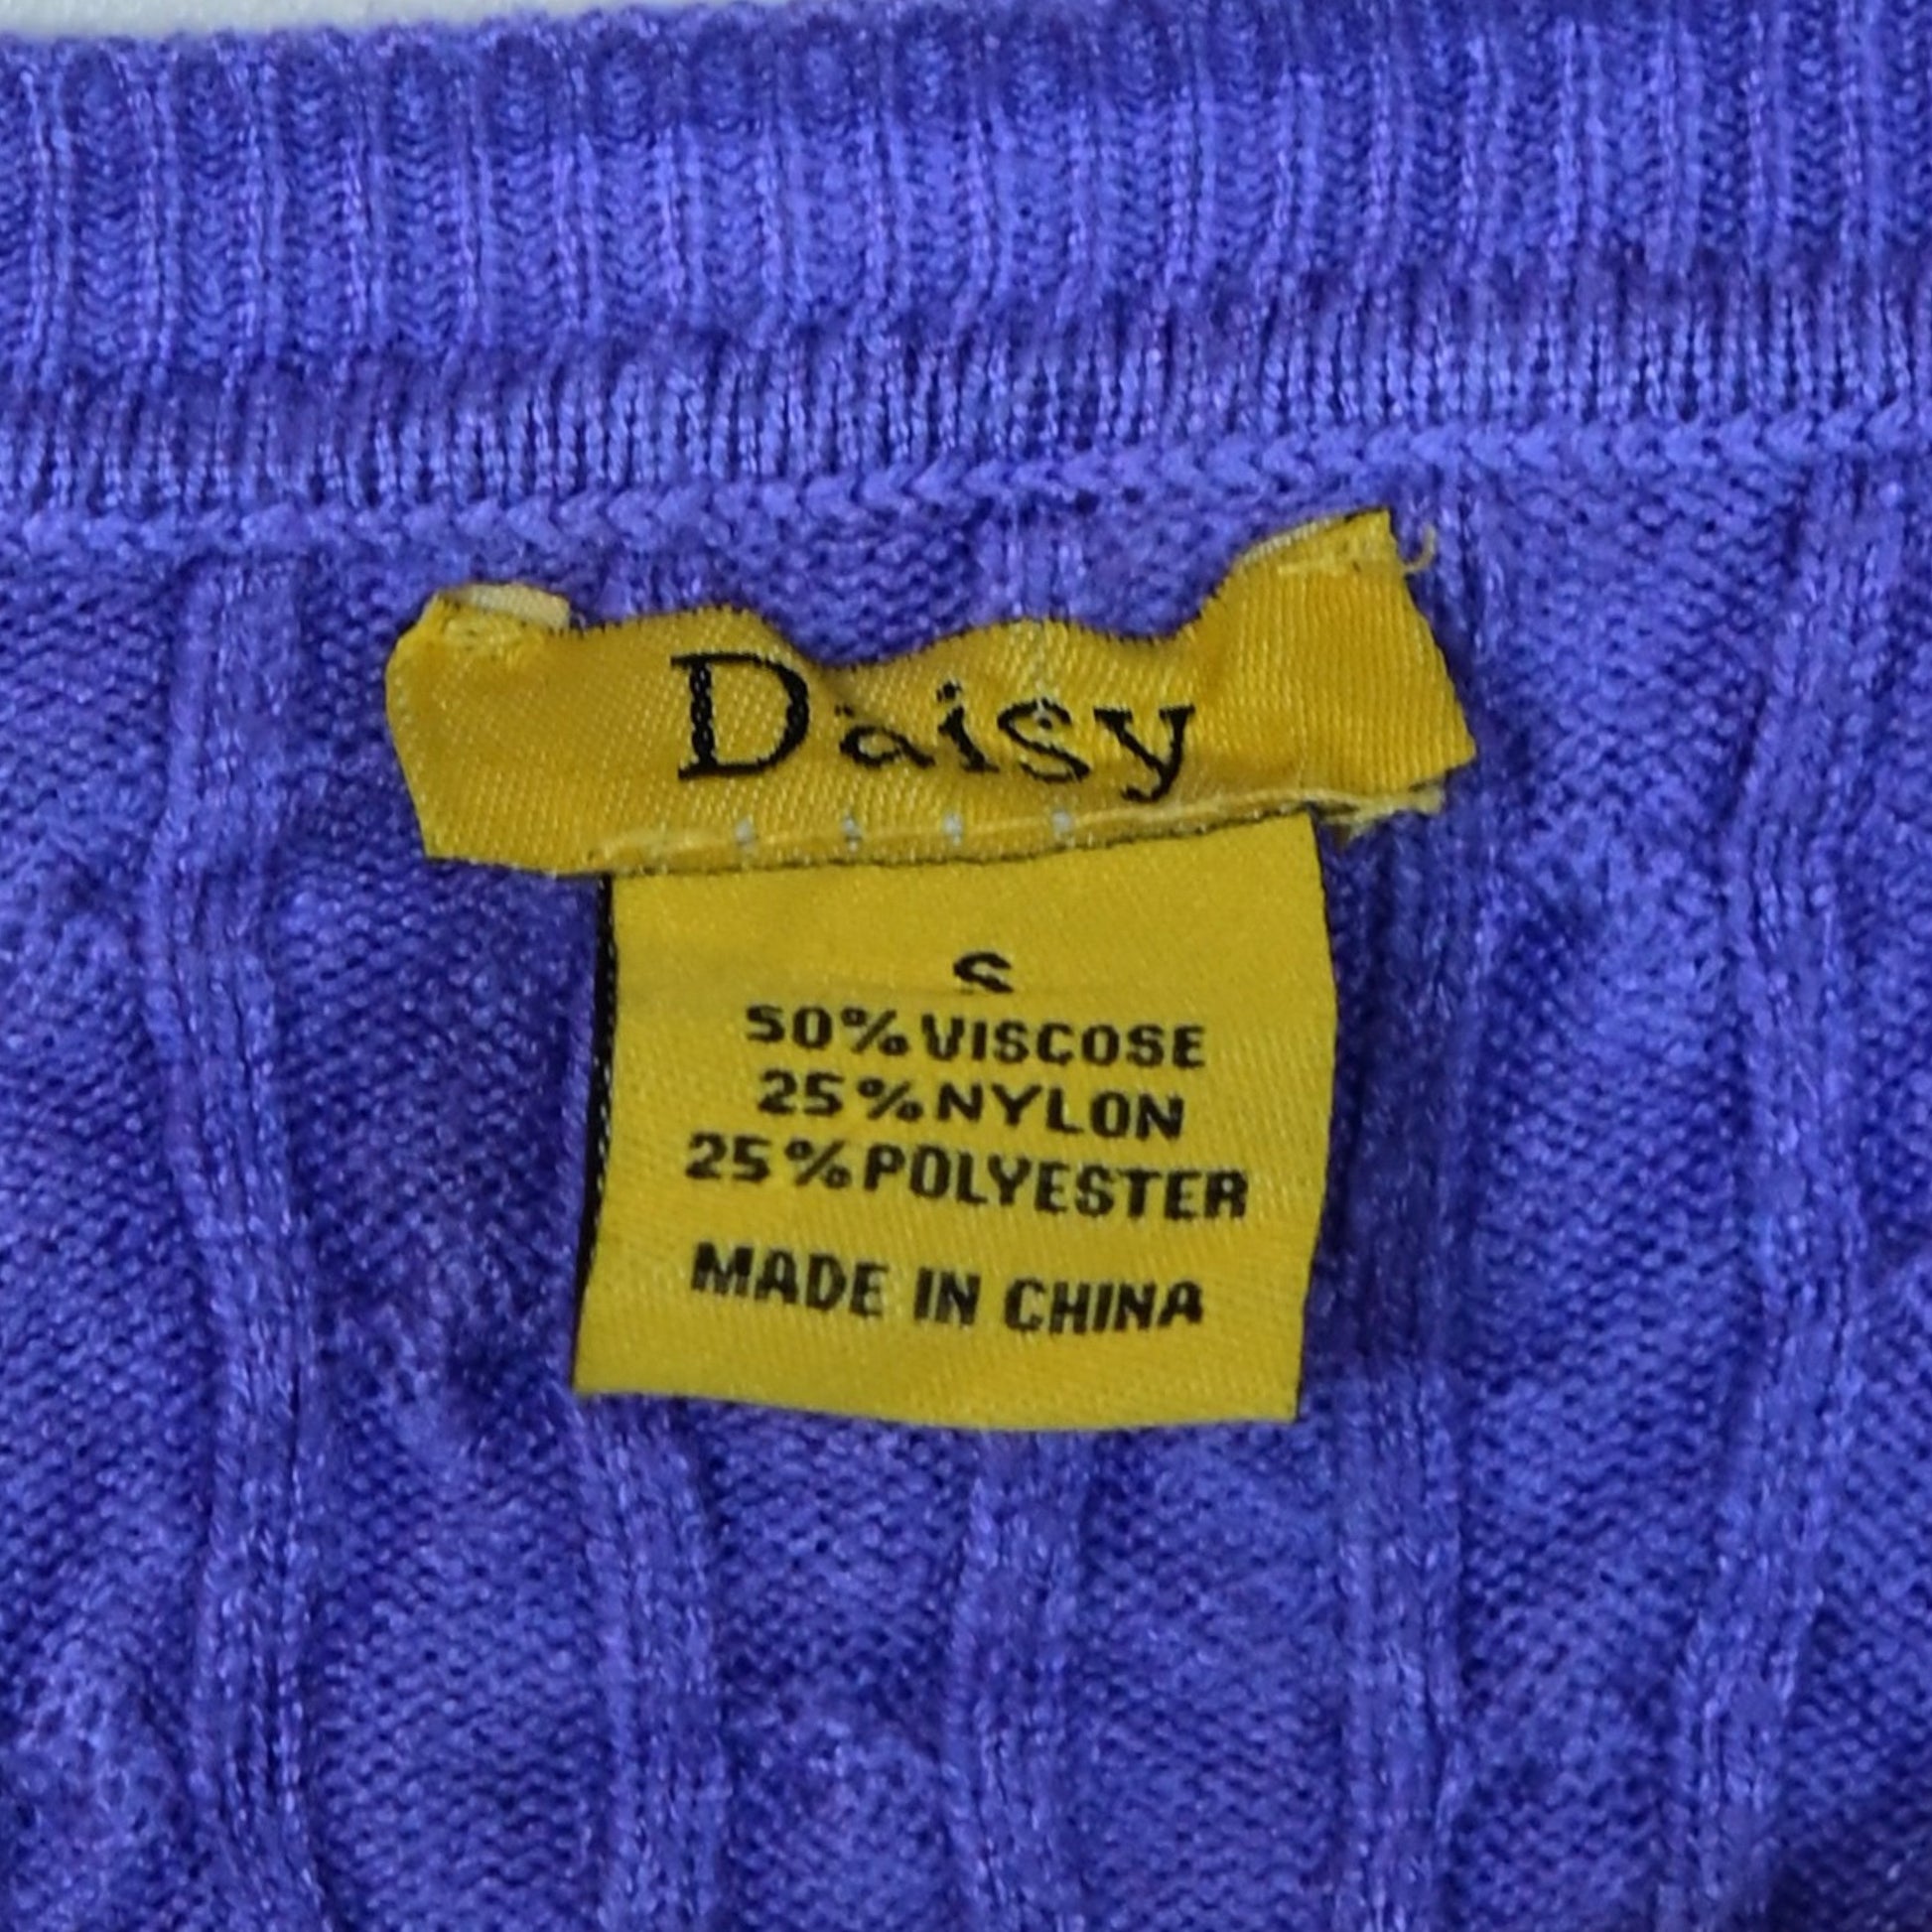 Daisy
S
50% VISCOSE
25% NYLON
25% POLYESTER
MADE IN CHINA